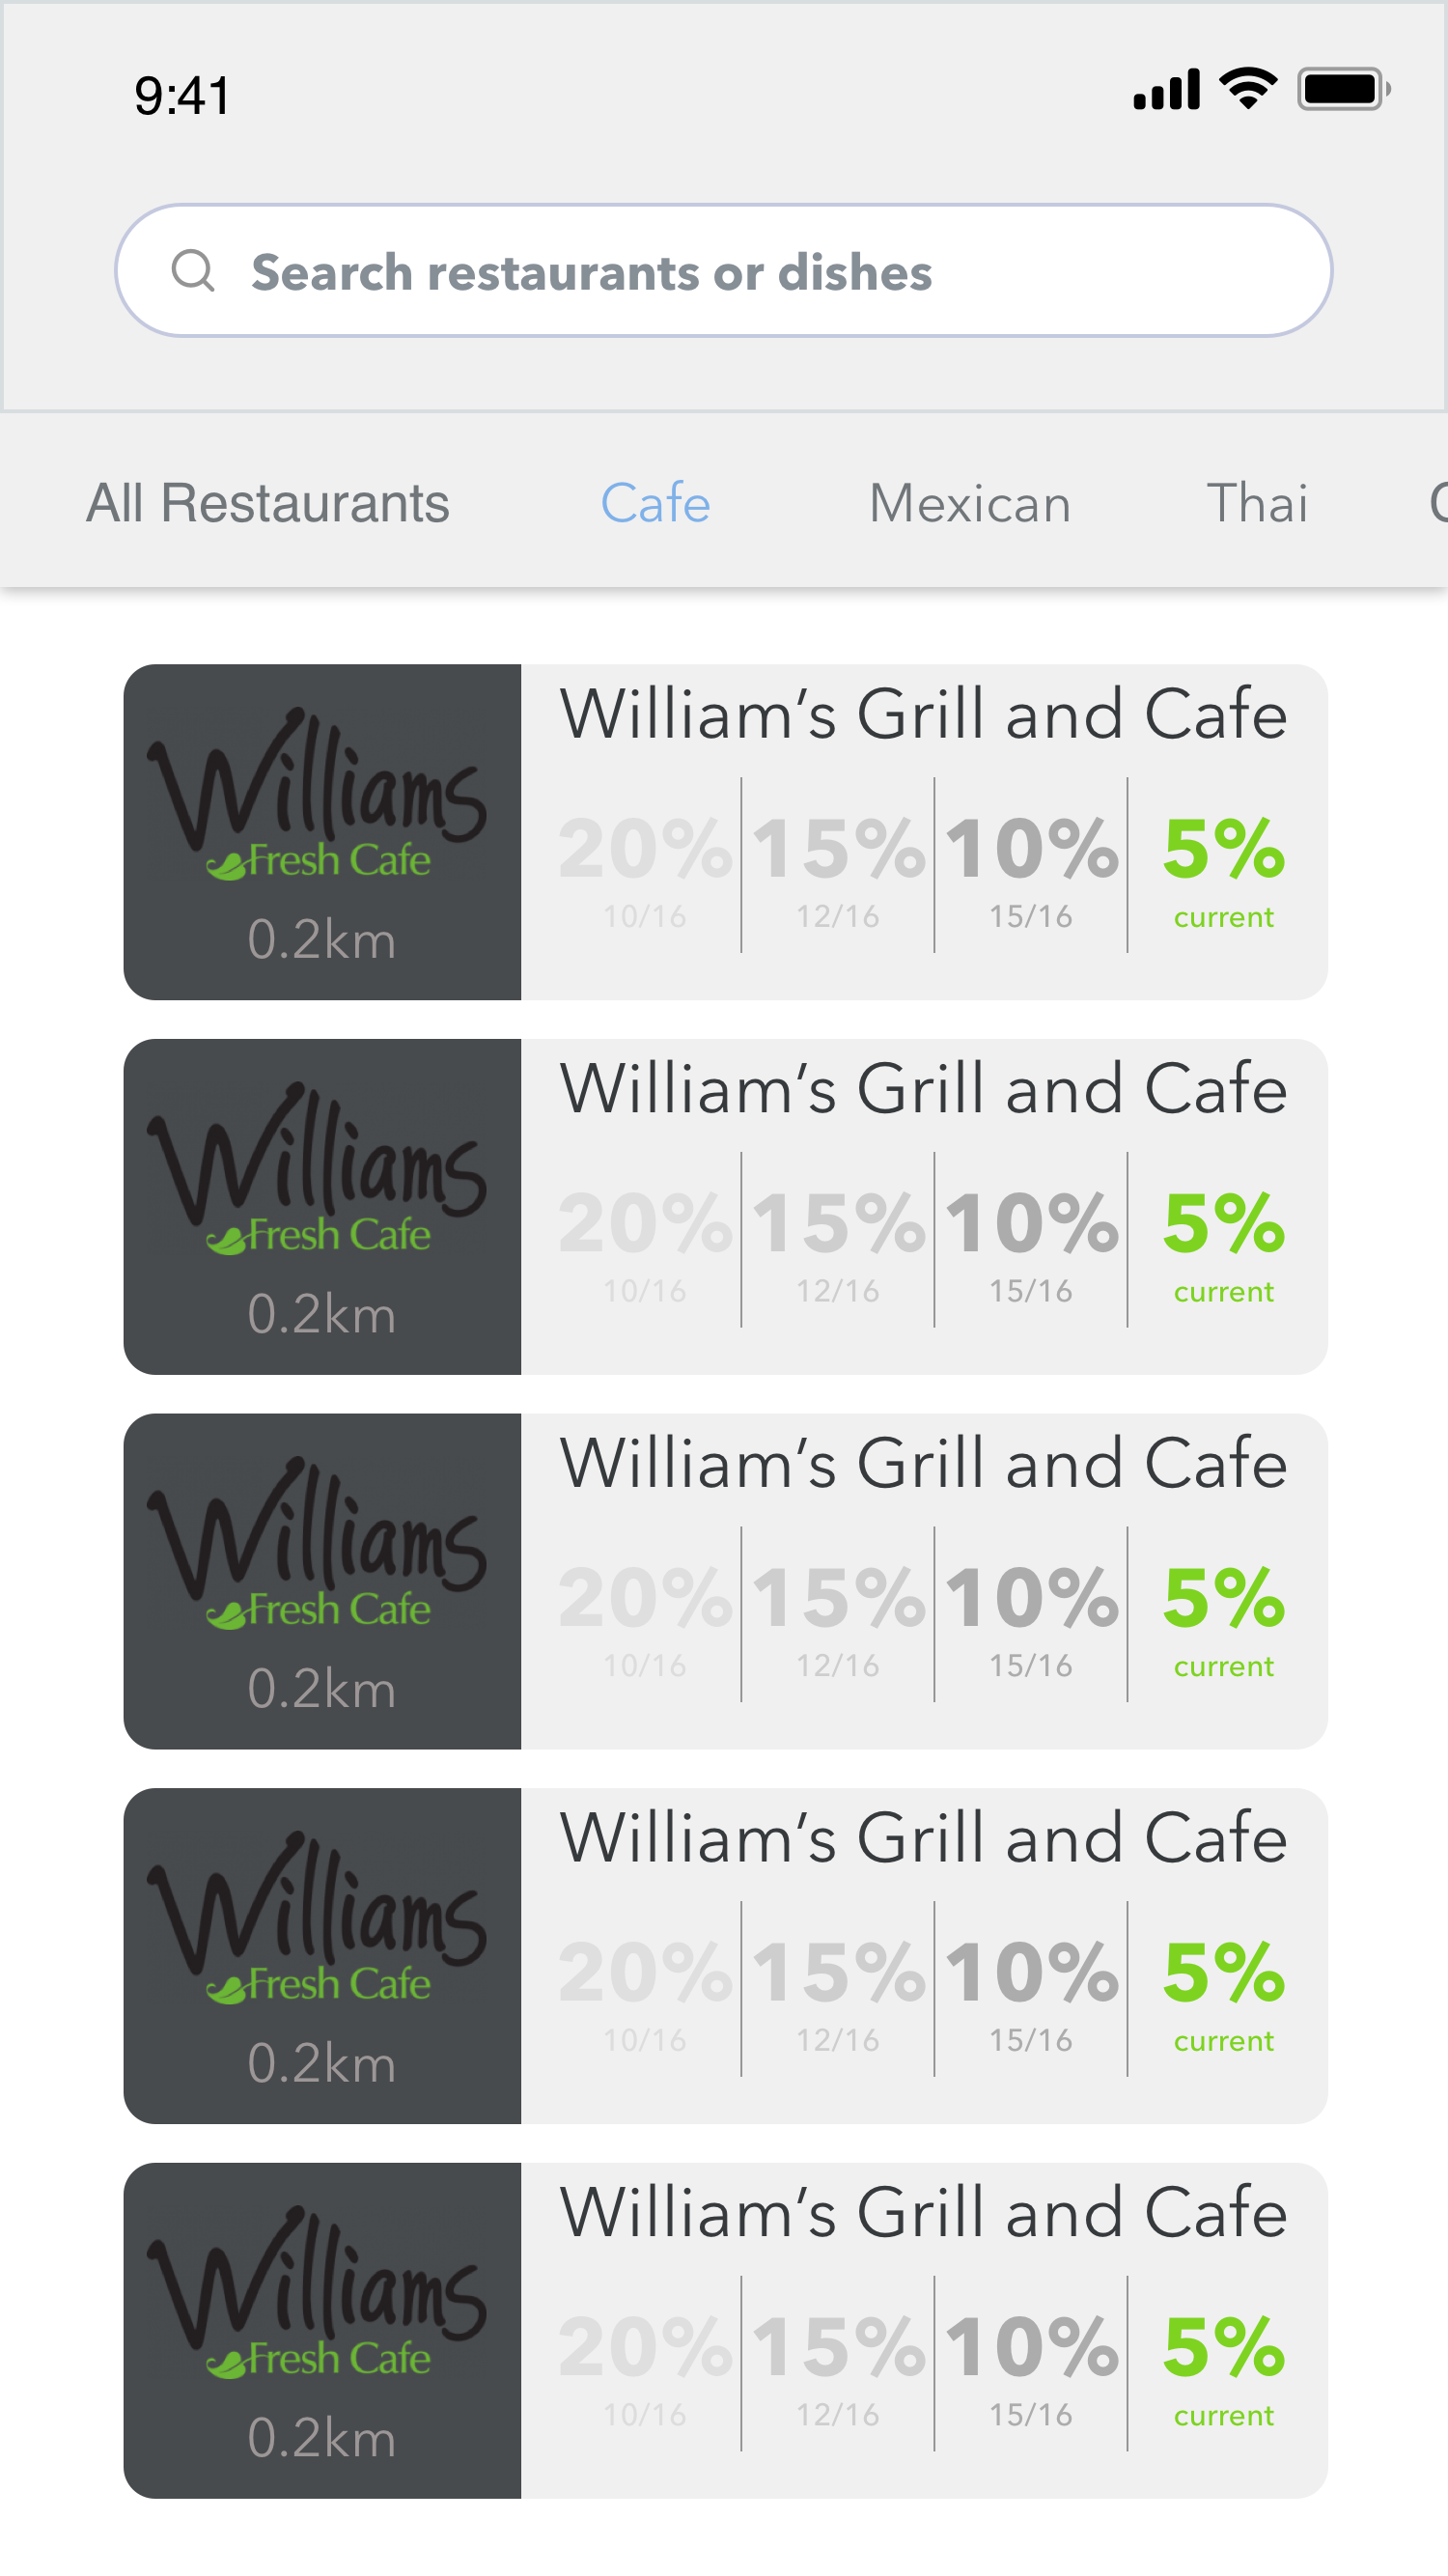 9:41
Search restaurants or dishes
All Restaurants Cafe Mexican Thai
Williams
Fresh Cafe
0.2km
William’s Grill and Cafe
20% 15% 10% 5%
10/16 12/16 15/16 current
Williams
Fresh Cafe
0.2km
William’s Grill and Cafe
20% 15% 10% 5%
10/16 12/16 15/16 current
Williams
Fresh Cafe
0.2km
William’s Grill and Cafe
20% 15% 10% 5%
10/16 12/16 15/16 current
Williams
Fresh Cafe
0.2km
William’s Grill and Cafe
20% 15% 10% 5%
10/16 12/16 15/16 current
Williams
Fresh Cafe
0.2km
William’s Grill and Cafe
20% 15% 10% 5%
10/16 12/16 15/16 current